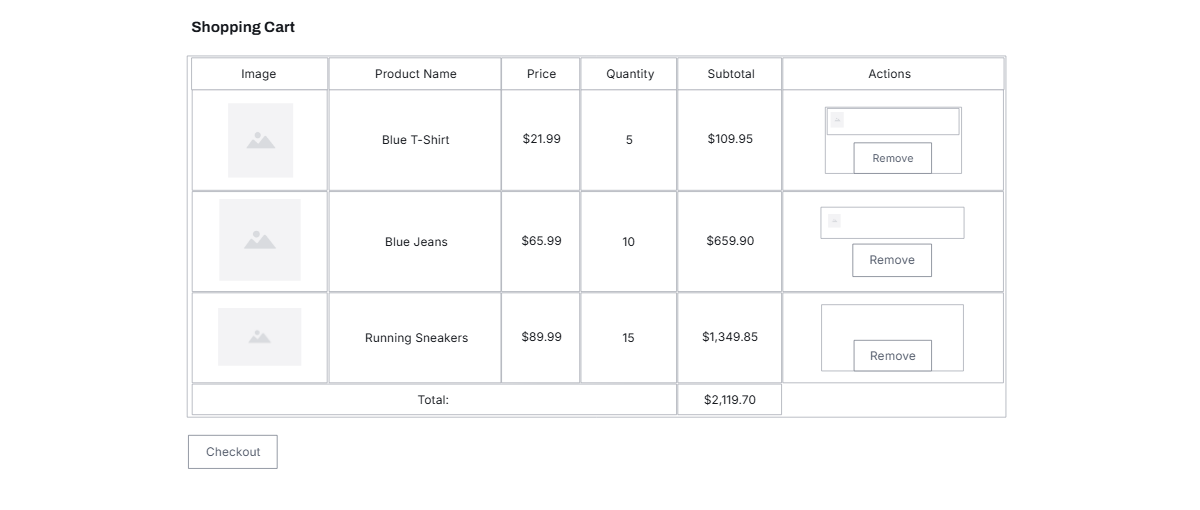 Shopping Cart
Image Product Name Price Quantity Subtotal Actions
Blue T-Shirt $21.99 5 $109.95 Remove
Blue Jeans $65.99 10 $659.90 Remove
Running Sneakers $89.99 15 $1,349.85 Remove
Total: $2,119.70
Checkout